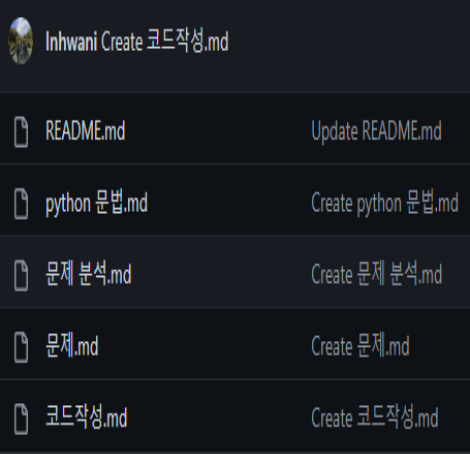 Inhwani Create 코드작성.md
README.md Update README.md
python 문법.md Create python 문법.md
문제 분석.md Create 문제 분석.md
문제.md Create 문제.md
코드작성.md Create 코드작성.md